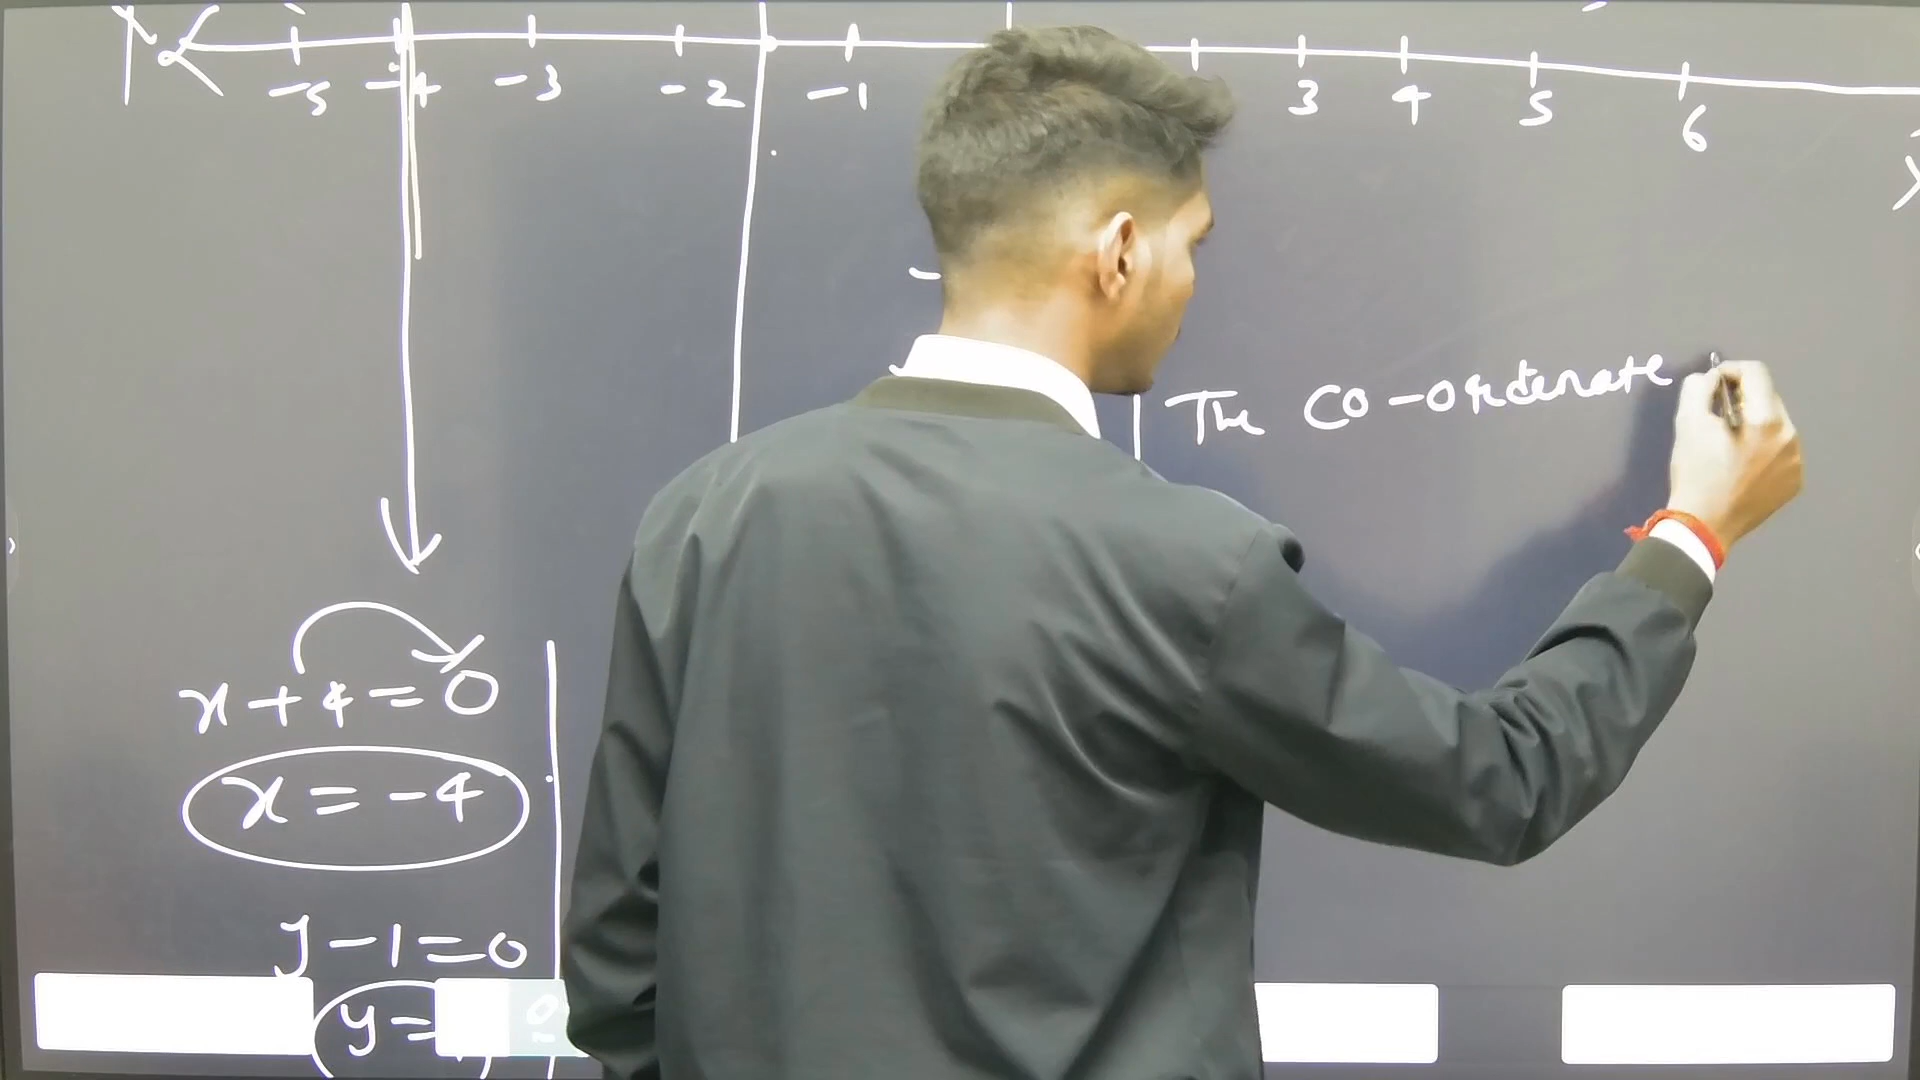 -5 -4 -3 -2 -1 3 4 5 6
The Co-ordenate
x+4=0
x=-4
y-1=0
y=